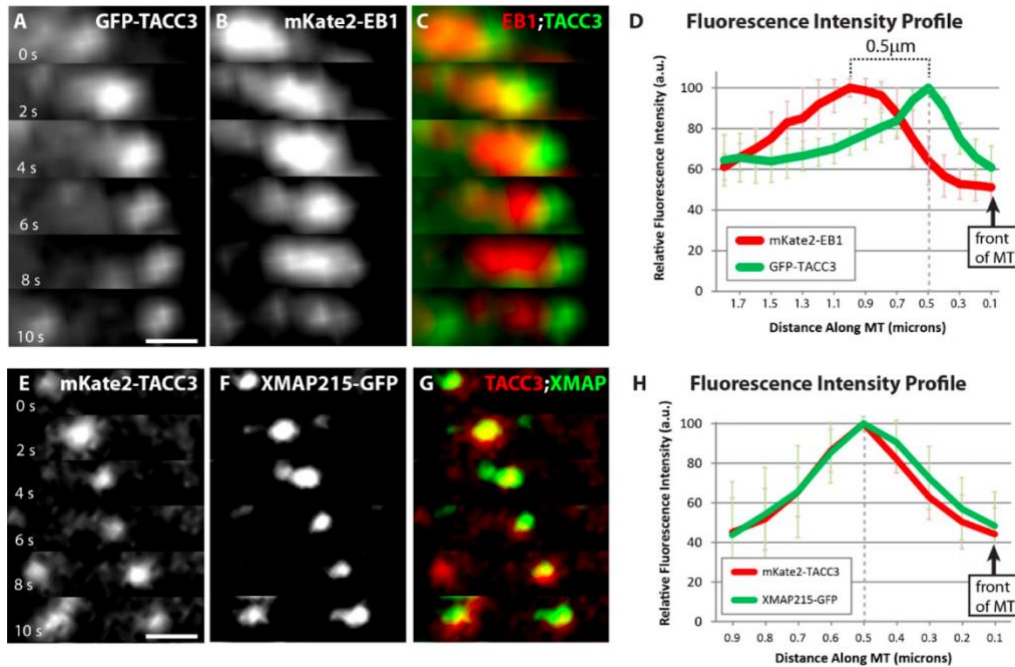 A GFP-TACC3
B mKate2-EB1
C EB1;TACC3
0 s
2 s
4 s
6 s
8 s
10 s
D Fluorescence Intensity Profile
0.5μm
Relative Fluorescence Intensity (a.u.)
100
80
60
40
20
0
mKate2-EB1
GFP-TACC3
front
of MT
1.7 1.5 1.3 1.1 0.9 0.7 0.5 0.3 0.1
Distance Along MT (microns)
E mKate2-TACC3
F XMAP215-GFP
G TACC3;XMAP
0 s
2 s
4 s
6 s
8 s
10 s
H Fluorescence Intensity Profile
Relative Fluorescence Intensity (a.u.)
100
80
60
40
20
0
mKate2-TACC3
XMAP215-GFP
front
of MT
0.9 0.8 0.7 0.6 0.5 0.4 0.3 0.2 0.1
Distance Along MT (microns)